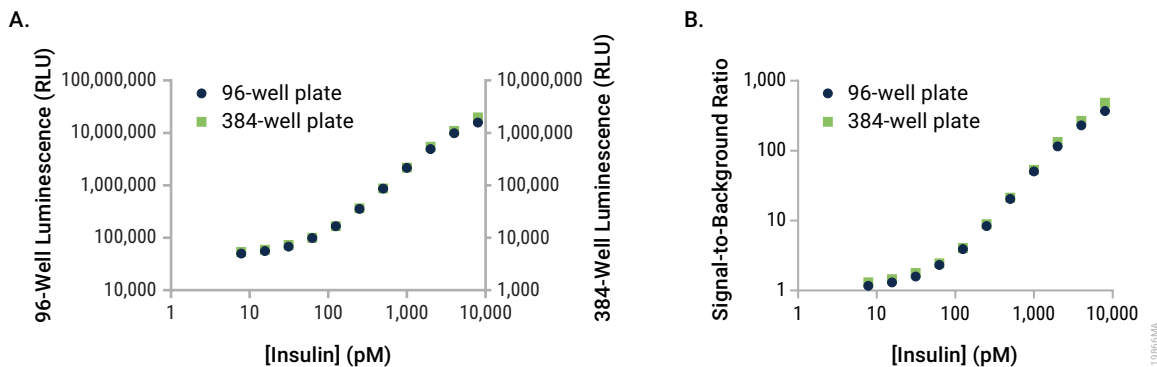 A.
96-Well Luminescence (RLU)
100,000,000
10,000,000
1,000,000
100,000
10,000
96-well plate
384-well plate
10,000,000
1,000,000
100,000
10,000
1,000
384-Well Luminescence (RLU)
1 10 100 1,000 10,000
[Insulin] (pM)
B.
Signal-to-Background Ratio
1,000
100
10
1
96-well plate
384-well plate
1 10 100 1,000 10,000
[Insulin] (pM)
19866MA